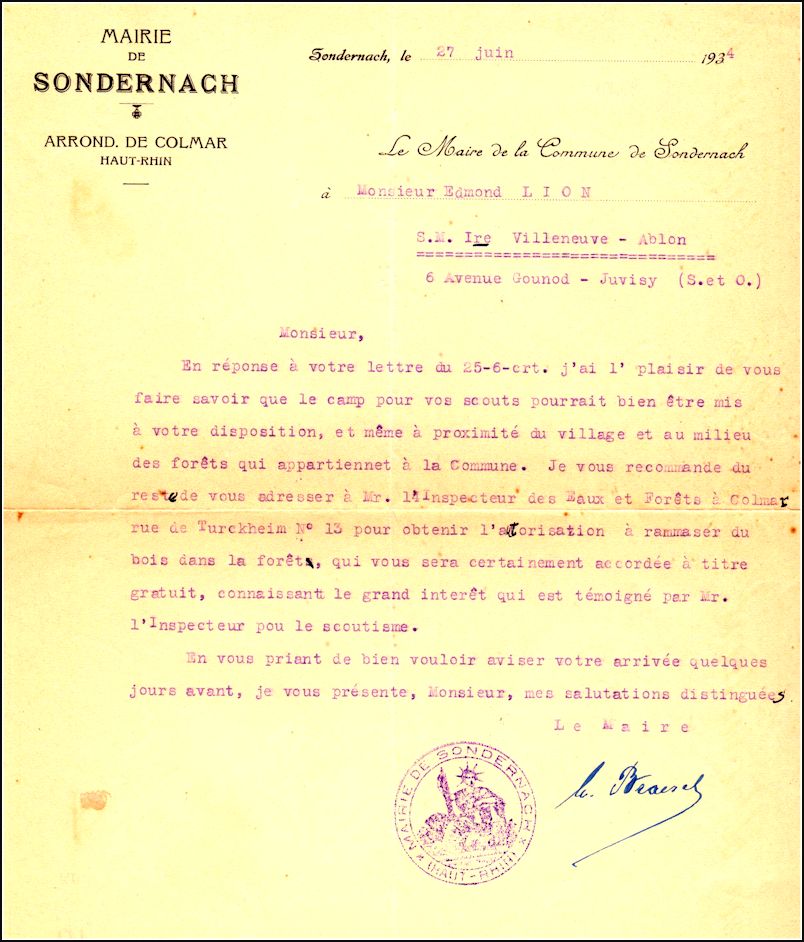 MAIRIE
DE
SONDERNACH
ARROND. DE COLMAR
HAUT-RHIN
Sondernach, le 27 juin 1934
Le Maire de la Commune de Sondernach
à Monsieur Edmond L I O N
S.M. Ire Villeneuve - Ablon
==============================
6 Avenue Gounod - Juvisy (S.et O.)
Monsieur,
En réponse à votre lettre du 25-6-crt. j'ai l' plaisir de vous
faire savoir que le camp pour vos scouts pourrait bien être mis
à votre disposition, et même à proximité du village et au milieu
des forêts qui appartiennet à la Commune. Je vous recommande du
reste de vous adresser à Mr. l'Inspecteur des Eaux et Forêts à Colmar
rue de Turckheim N° 13 pour obtenir l'atorisation à rammaser du
bois dans la forêt, qui vous sera certainement accordée à titre
gratuit, connaissant le grand interêt qui est témoigné par Mr.
l'Inspecteur pou le scoutisme.
En vous priant de bien vouloir aviser votre arrivée quelques
jours avant, je vous présente, Monsieur, mes salutations distinguées
Le Maire
MAIRIE DE SONDERNACH
(HAUT-RHIN)